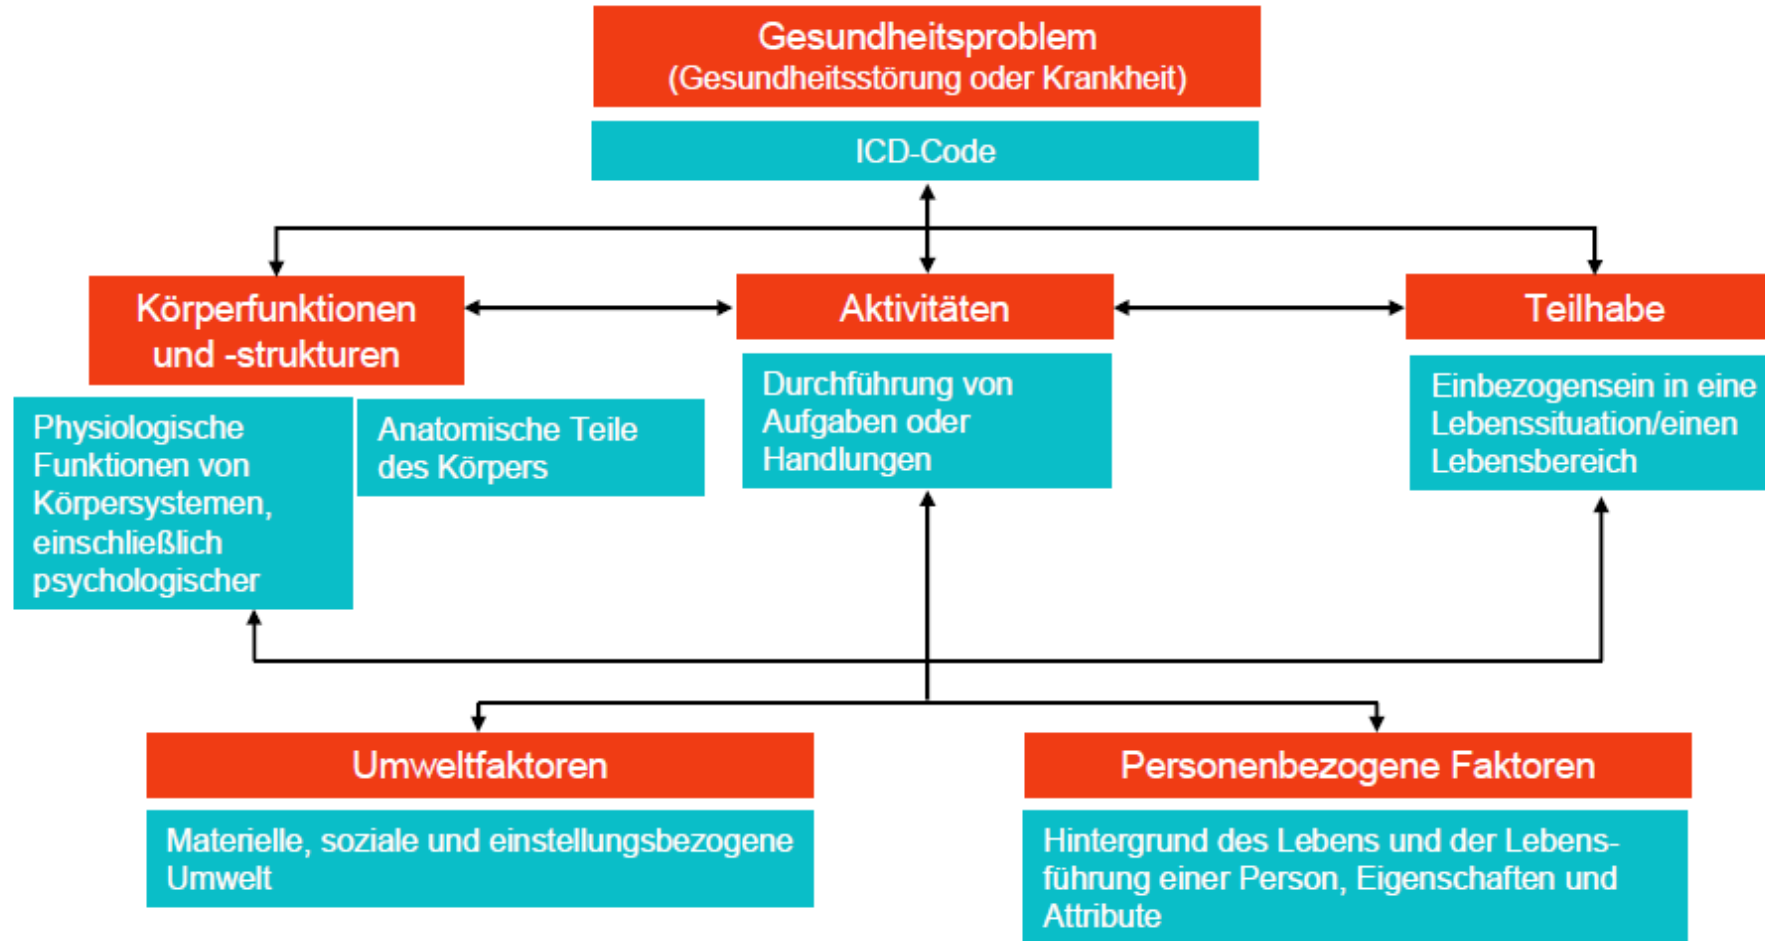 Gesundheitsproblem
(Gesundheitsstörung oder Krankheit)
ICD-Code
Körperfunktionen
und -strukturen
Physiologische
Funktionen von
Körpersystemen,
einschließlich
psychologischer
Anatomische Teile
des Körpers
Aktivitäten
Durchführung von
Aufgaben oder
Handlungen
Teilhabe
Einbezogensein in eine
Lebenssituation/einen
Lebensbereich
Umweltfaktoren
Materielle, soziale und einstellungsbezogene
Umwelt
Personenbezogene Faktoren
Hintergrund des Lebens und der Lebens-
führung einer Person, Eigenschaften und
Attribute